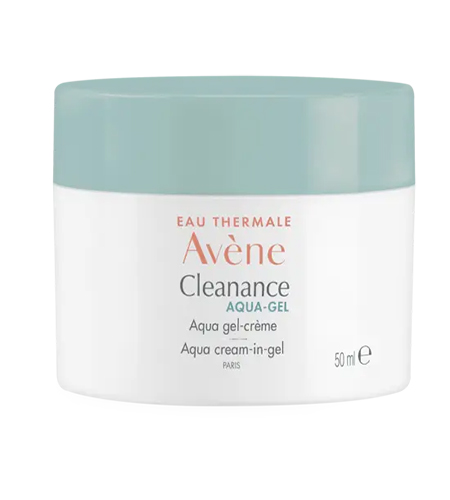 EAU THERMALE
Avène
Cleanance
AQUA-GEL
Aqua gel-crème
Aqua cream-in-gel
PARIS
50 ml ℮